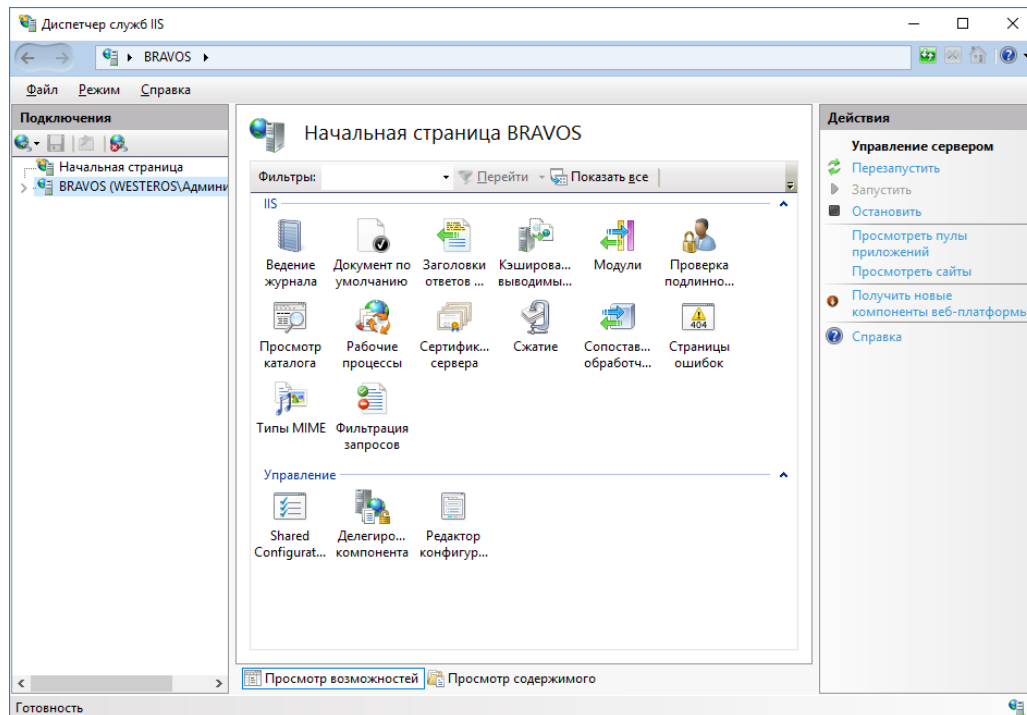 Диспетчер служб IIS
BRAVOS
Файл Режим Справка
Подключения
Начальная страница
BRAVOS (WESTEROS\Админи
Начальная страница BRAVOS
Фильтры: Перейти Показать все
IIS
Ведение журнала
Документ по умолчанию
Заголовки ответов ...
Кэширова... выводимы...
Модули
Проверка подлинно...
Просмотр каталога
Рабочие процессы
Сертифик... сервера
Сжатие
Сопостав... обработч...
404
Страницы ошибок
Типы MIME
Фильтрация запросов
Управление
Shared Configurat...
Делегиро... компонента
Редактор конфигур...
Просмотр возможностей Просмотр содержимого
Действия
Управление сервером
Перезапустить
Запустить
Остановить
Просмотреть пулы
приложений
Просмотреть сайты
Получить новые
компоненты веб-платформы
Справка
Готовность